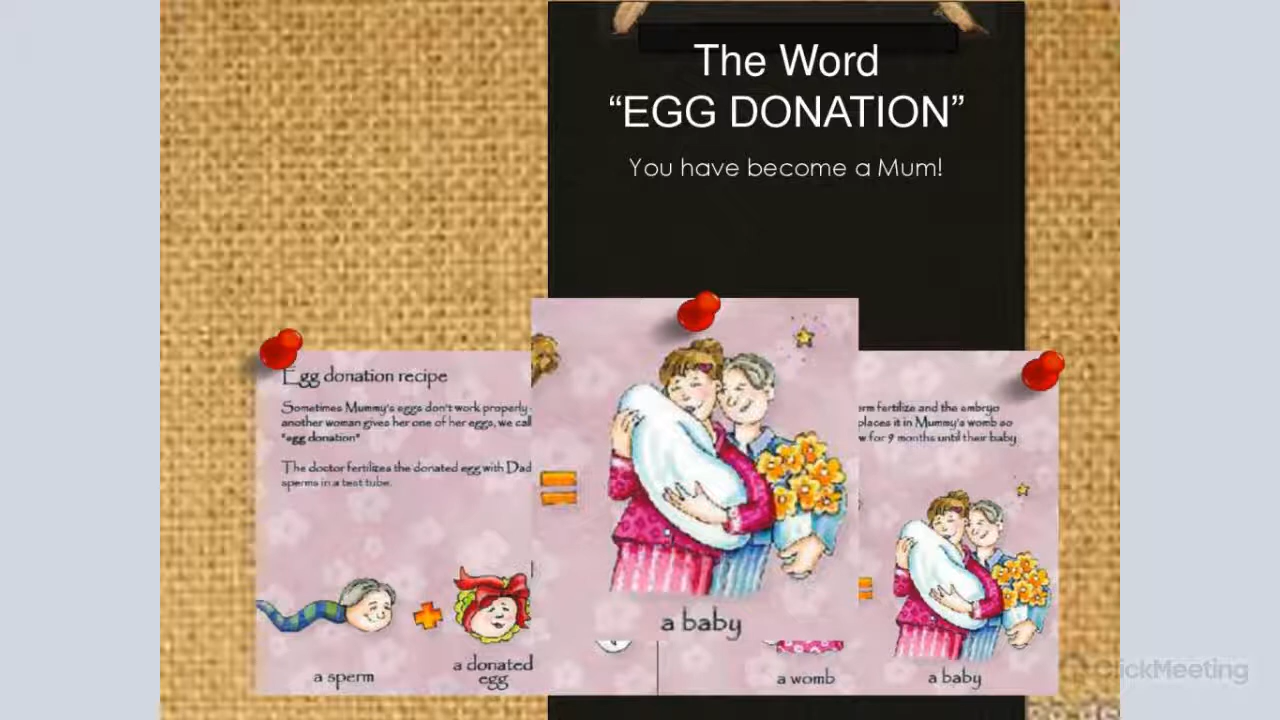 The Word
“EGG DONATION”
You have become a Mum!
Egg donation recipe
Sometimes Mummy's eggs don't work properly
another woman gives her one of her eggs, we call
"egg donation"
The doctor fertilizes the donated egg with Dad
sperms in a test tube.
a sperm
a donated
egg
a baby
erm fertilize and the embryo
places it in Mummy's womb so
w for 9 months until their baby
a womb
a baby
ClickMeeting